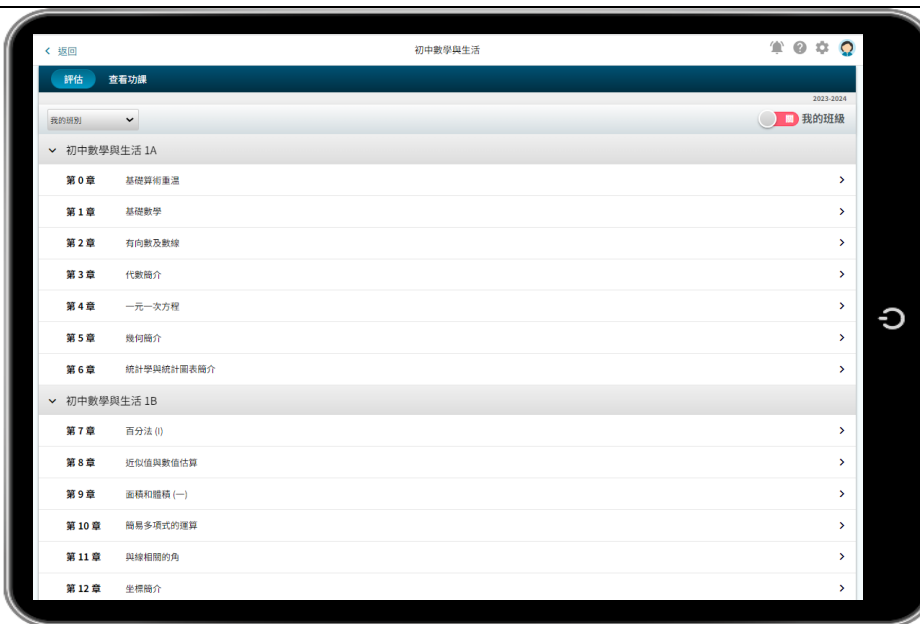 返回 初中數學與生活
評估 查看功課
2023-2024
我的班別 我的班級
初中數學與生活 1A
第 0 章 基礎算術重溫
第 1 章 基礎數學
第 2 章 有向數及數線
第 3 章 代數簡介
第 4 章 一元一次方程
第 5 章 幾何簡介
第 6 章 統計學與統計圖表簡介
初中數學與生活 1B
第 7 章 百分法 (I)
第 8 章 近似值與數值估算
第 9 章 面積和體積 (一)
第 10 章 簡易多項式的運算
第 11 章 與線相關的角
第 12 章 坐標簡介